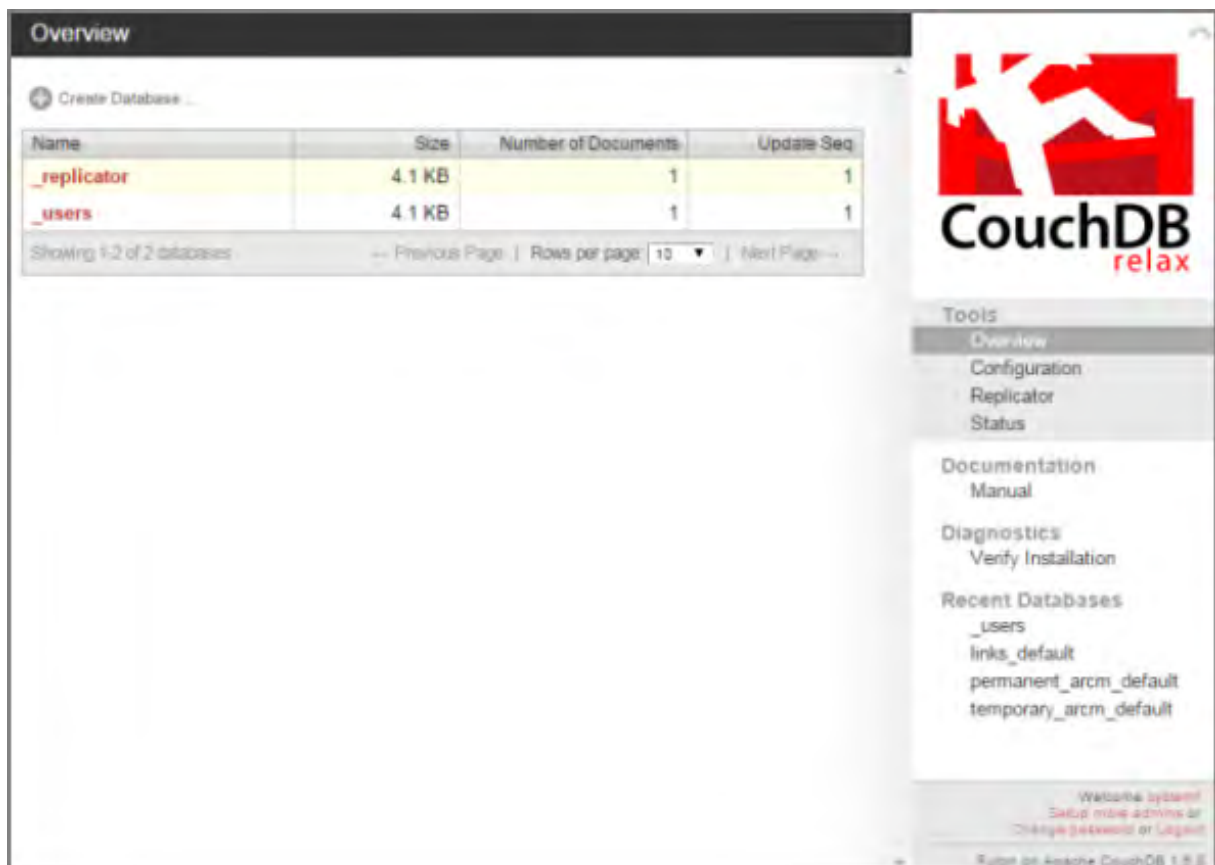 Overview
Create Database ...
Name Size Number of Documents Update Seq
_replicator 4.1 KB 1 1
_users 4.1 KB 1 1
Showing 1-2 of 2 databases ← Previous Page | Rows per page: 10 | Next Page →
CouchDB
relax
Tools
Overview
Configuration
Replicator
Status
Documentation
Manual
Diagnostics
Verify Installation
Recent Databases
_users
links_default
permanent_arcm_default
temporary_arcm_default
Welcome system!
Setup more admins or
Change password or Logout
Futon on Apache CouchDB